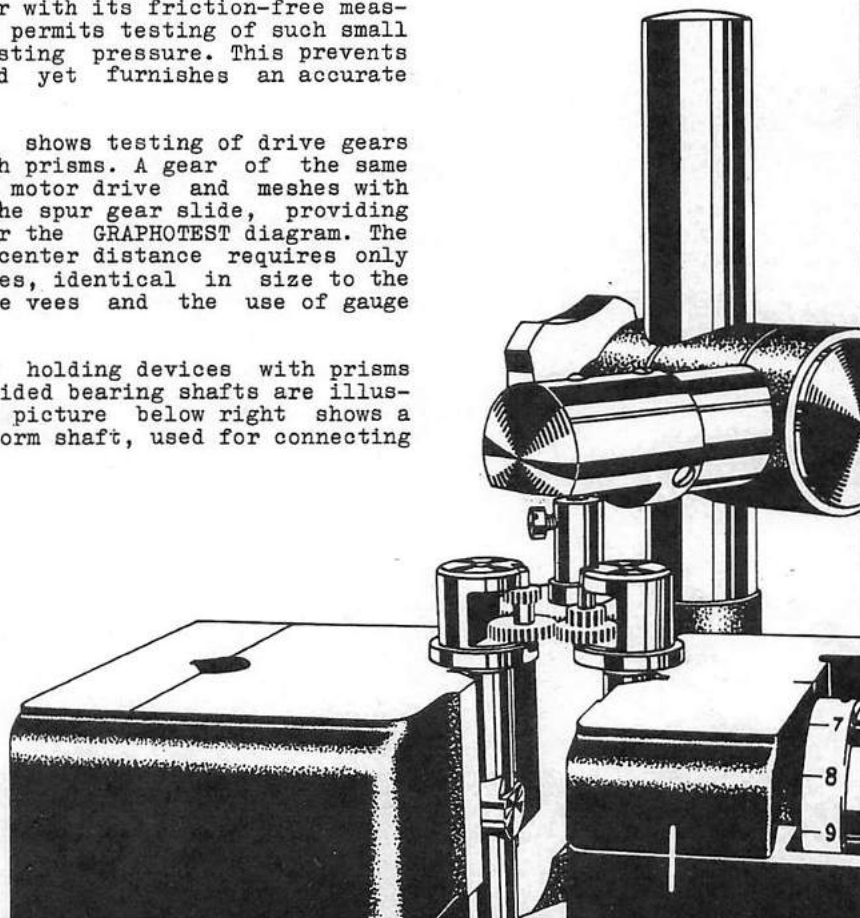 r with its friction-free meas-
permits testing of such small
sting pressure. This prevents
d yet furnishes an accurate
shows testing of drive gears
h prisms. A gear of the same
motor drive and meshes with
he spur gear slide, providing
r the GRAPHOTEST diagram. The
center distance requires only
es, identical in size to the
e vees and the use of gauge
holding devices with prisms
ided bearing shafts are illus-
picture below right shows a
orm shaft, used for connecting
7
8
9